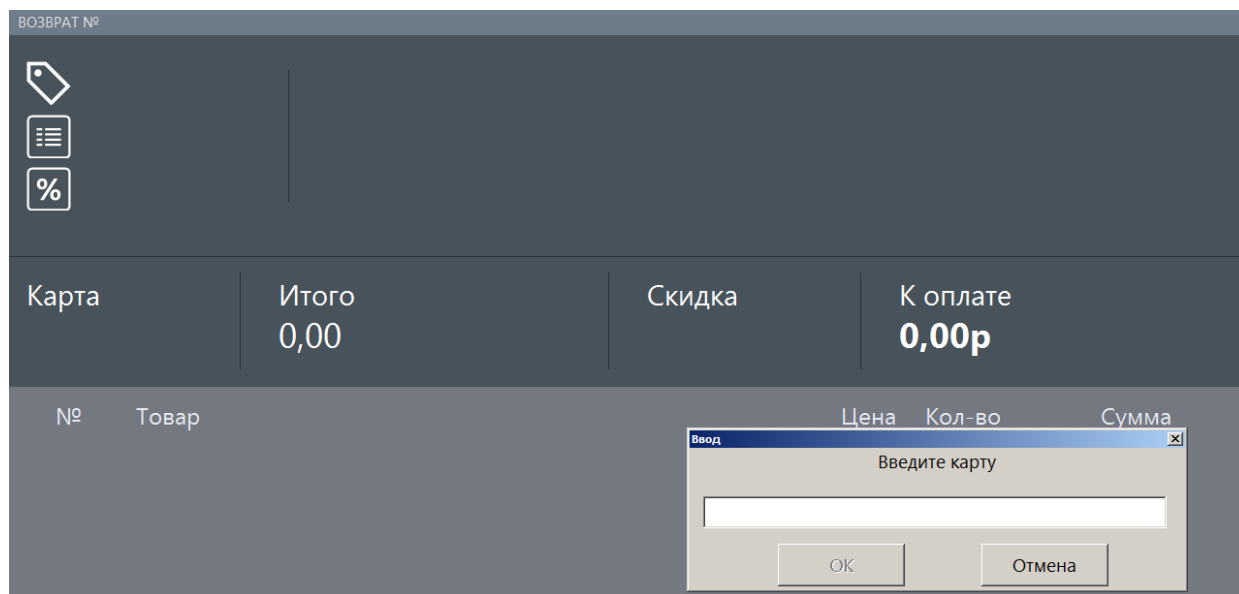 ВОЗВРАТ №
%
Карта Итого Скидка К оплате
0,00 0,00р
№ Товар Цена Кол-во Сумма
Ввод
Введите карту
OK Отмена